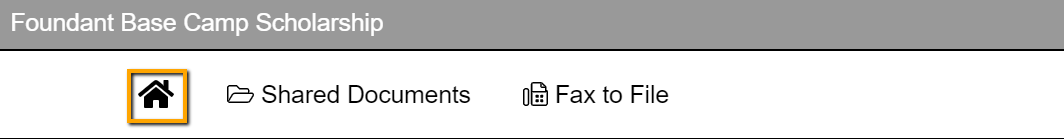 Foundant Base Camp Scholarship
Shared Documents Fax to File